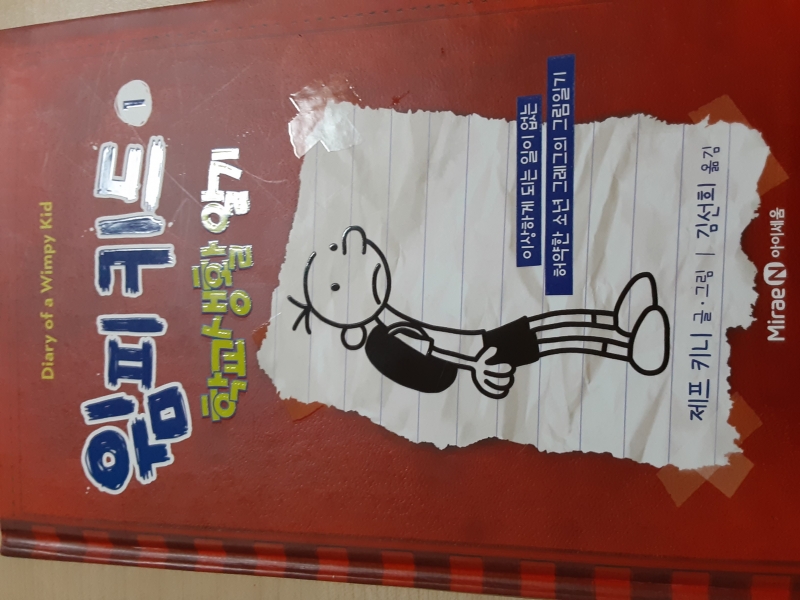 Diary of a Wimpy Kid
윔피 키드 1
학교생활 일기
이상하게 되는 일이 없는
허약한 소년 그레그의 그림일기
제프 키니 글·그림 | 김선희 옮김
Mirae N 아이세움